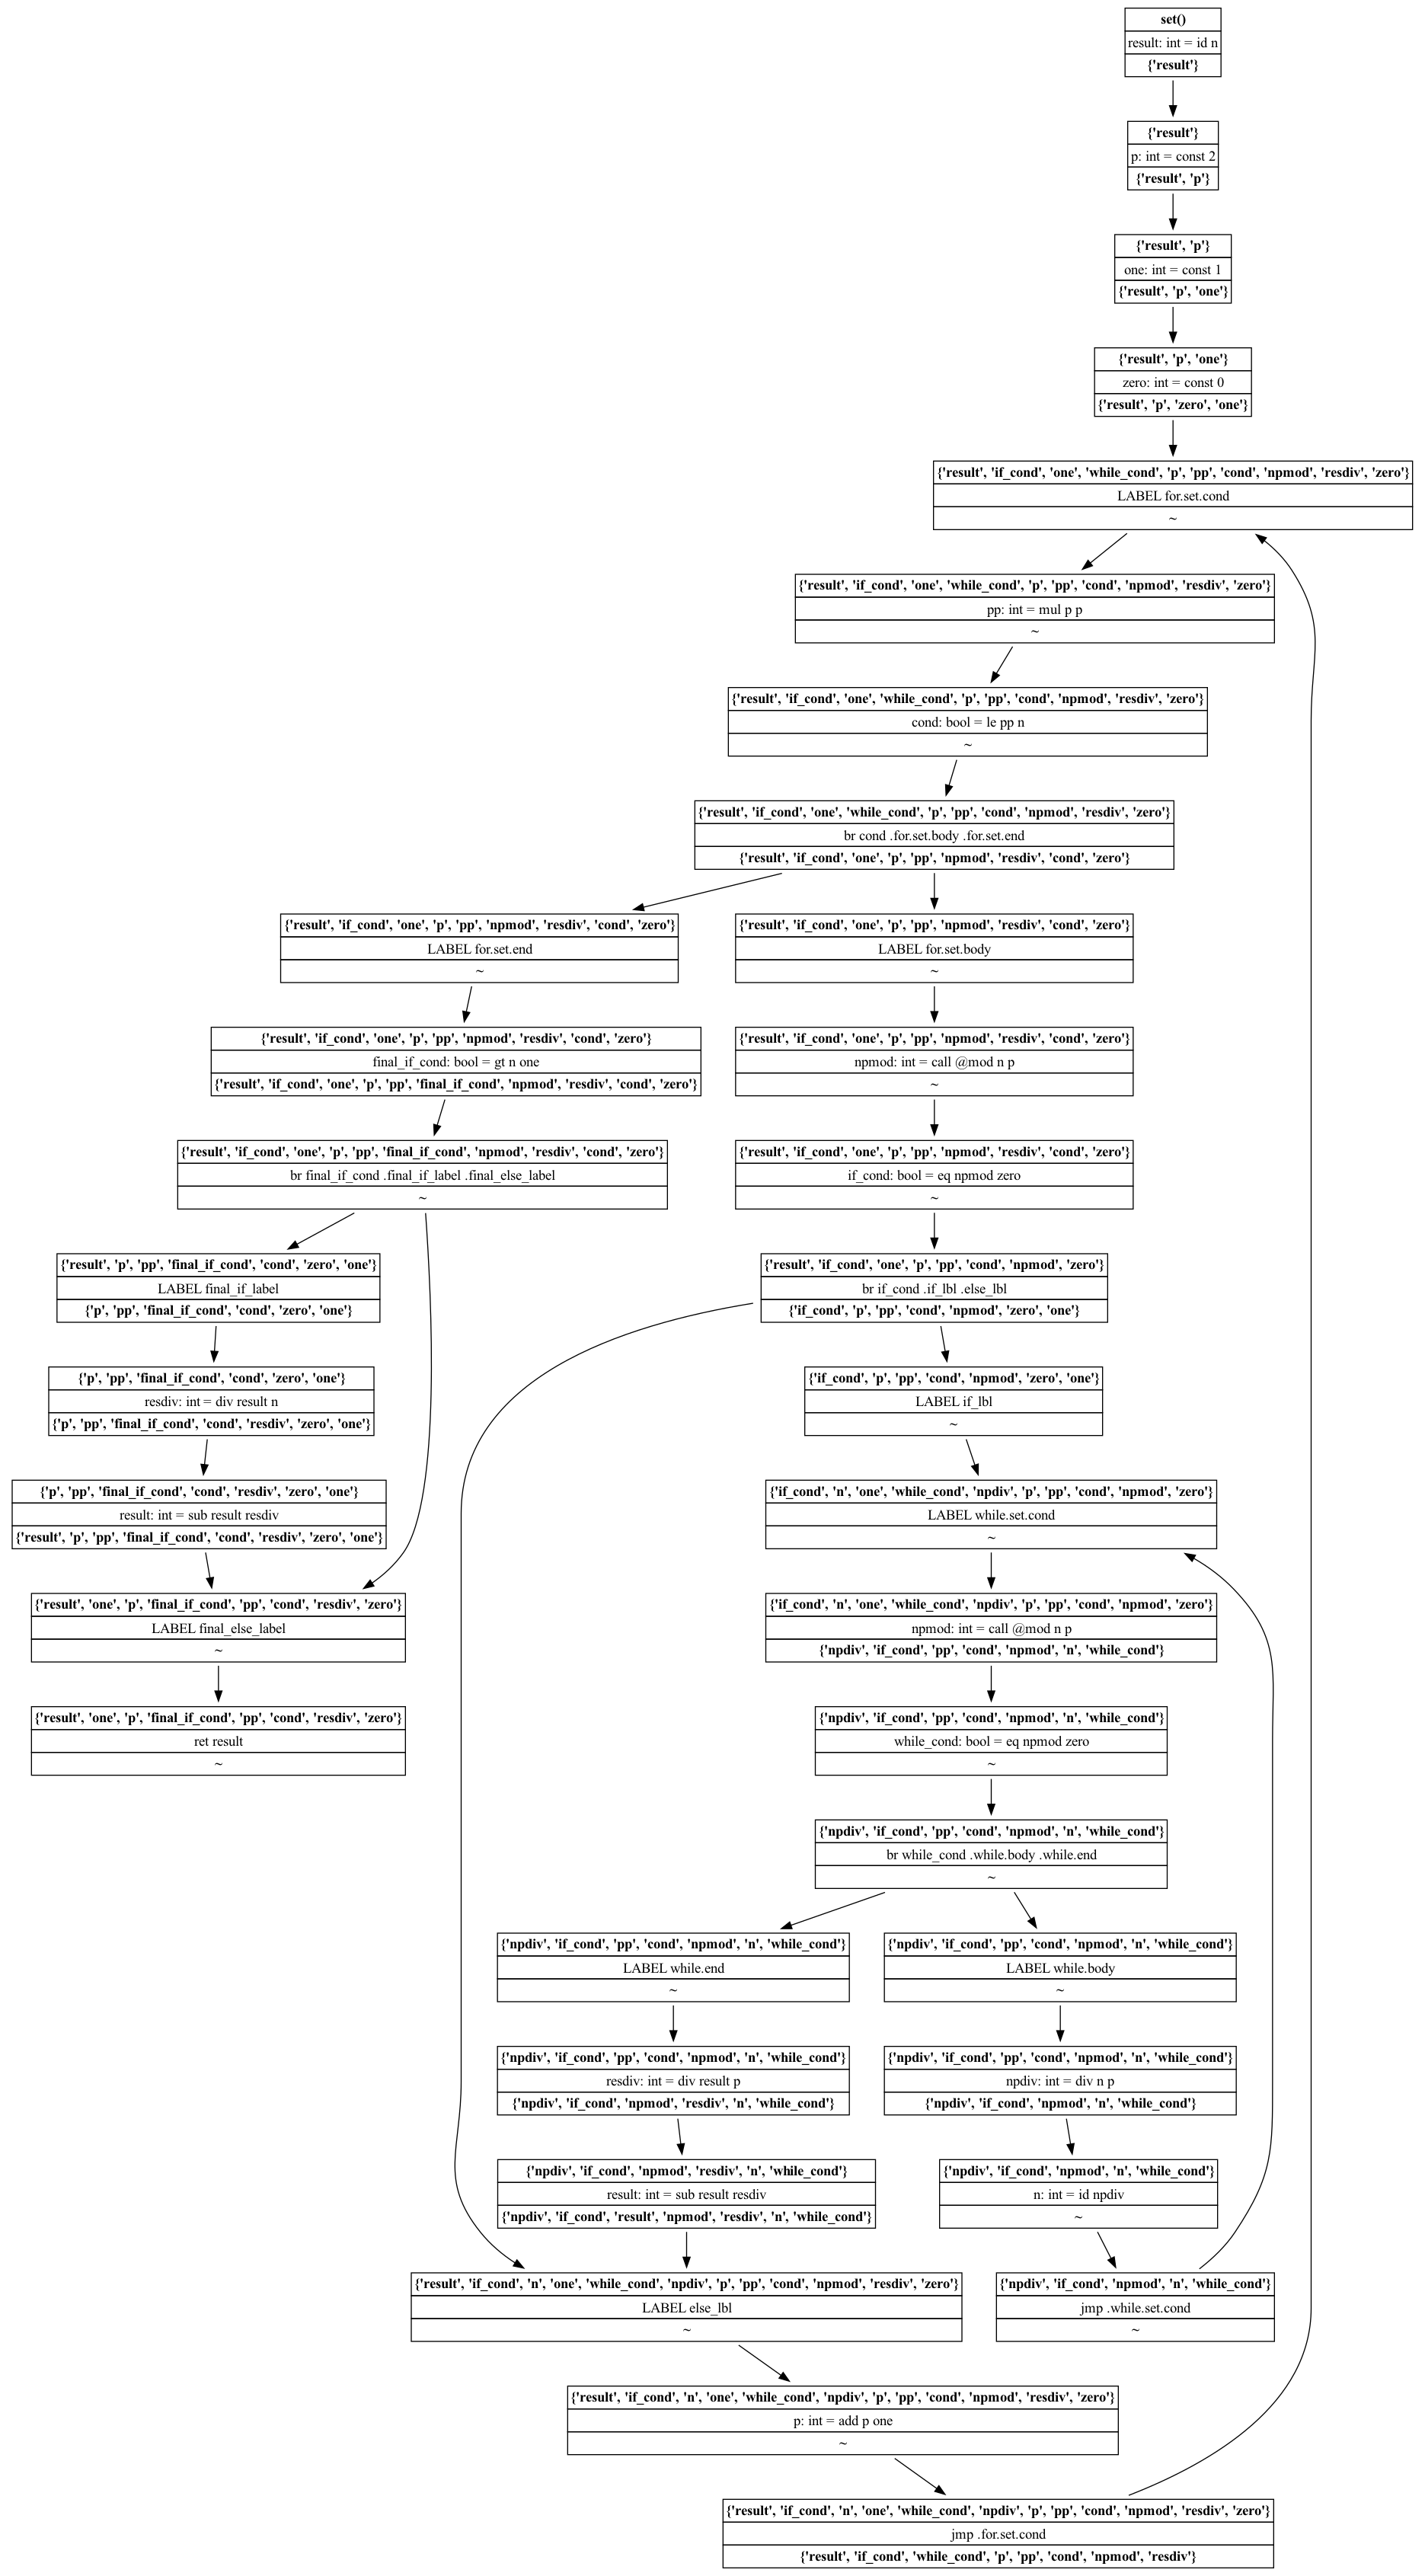 set()
result: int = id n
{'result'}
{'result'}
p: int = const 2
{'result', 'p'}
{'result', 'p'}
one: int = const 1
{'result', 'p', 'one'}
{'result', 'p', 'one'}
zero: int = const 0
{'result', 'p', 'zero', 'one'}
{'result', 'if_cond', 'one', 'while_cond', 'p', 'pp', 'cond', 'npmod', 'resdiv', 'zero'}
LABEL for.set.cond
~
{'result', 'if_cond', 'one', 'while_cond', 'p', 'pp', 'cond', 'npmod', 'resdiv', 'zero'}
pp: int = mul p p
~
{'result', 'if_cond', 'one', 'while_cond', 'p', 'pp', 'cond', 'npmod', 'resdiv', 'zero'}
cond: bool = le pp n
~
{'result', 'if_cond', 'one', 'while_cond', 'p', 'pp', 'cond', 'npmod', 'resdiv', 'zero'}
br cond .for.set.body .for.set.end
{'result', 'if_cond', 'one', 'p', 'pp', 'npmod', 'resdiv', 'cond', 'zero'}
{'result', 'if_cond', 'one', 'p', 'pp', 'npmod', 'resdiv', 'cond', 'zero'}
LABEL for.set.end
~
{'result', 'if_cond', 'one', 'p', 'pp', 'npmod', 'resdiv', 'cond', 'zero'}
LABEL for.set.body
~
{'result', 'if_cond', 'one', 'p', 'pp', 'npmod', 'resdiv', 'cond', 'zero'}
final_if_cond: bool = gt n one
{'result', 'if_cond', 'one', 'p', 'pp', 'final_if_cond', 'npmod', 'resdiv', 'cond', 'zero'}
{'result', 'if_cond', 'one', 'p', 'pp', 'npmod', 'resdiv', 'cond', 'zero'}
npmod: int = call @mod n p
~
{'result', 'if_cond', 'one', 'p', 'pp', 'final_if_cond', 'npmod', 'resdiv', 'cond', 'zero'}
br final_if_cond .final_if_label .final_else_label
~
{'result', 'if_cond', 'one', 'p', 'pp', 'npmod', 'resdiv', 'cond', 'zero'}
if_cond: bool = eq npmod zero
~
{'result', 'p', 'pp', 'final_if_cond', 'cond', 'zero', 'one'}
LABEL final_if_label
{'p', 'pp', 'final_if_cond', 'cond', 'zero', 'one'}
{'result', 'if_cond', 'one', 'p', 'pp', 'cond', 'npmod', 'zero'}
br if_cond .if_lbl .else_lbl
{'if_cond', 'p', 'pp', 'cond', 'npmod', 'zero', 'one'}
{'p', 'pp', 'final_if_cond', 'cond', 'zero', 'one'}
resdiv: int = div result n
{'p', 'pp', 'final_if_cond', 'cond', 'resdiv', 'zero', 'one'}
{'if_cond', 'p', 'pp', 'cond', 'npmod', 'zero', 'one'}
LABEL if_lbl
~
{'p', 'pp', 'final_if_cond', 'cond', 'resdiv', 'zero', 'one'}
result: int = sub result resdiv
{'result', 'p', 'pp', 'final_if_cond', 'cond', 'resdiv', 'zero', 'one'}
{'if_cond', 'n', 'one', 'while_cond', 'npdiv', 'p', 'pp', 'cond', 'npmod', 'zero'}
LABEL while.set.cond
~
{'result', 'one', 'p', 'final_if_cond', 'pp', 'cond', 'resdiv', 'zero'}
LABEL final_else_label
~
{'if_cond', 'n', 'one', 'while_cond', 'npdiv', 'p', 'pp', 'cond', 'npmod', 'zero'}
npmod: int = call @mod n p
{'npdiv', 'if_cond', 'pp', 'cond', 'npmod', 'n', 'while_cond'}
{'result', 'one', 'p', 'final_if_cond', 'pp', 'cond', 'resdiv', 'zero'}
ret result
~
{'npdiv', 'if_cond', 'pp', 'cond', 'npmod', 'n', 'while_cond'}
while_cond: bool = eq npmod zero
~
{'npdiv', 'if_cond', 'pp', 'cond', 'npmod', 'n', 'while_cond'}
br while_cond .while.body .while.end
~
{'npdiv', 'if_cond', 'pp', 'cond', 'npmod', 'n', 'while_cond'}
LABEL while.end
~
{'npdiv', 'if_cond', 'pp', 'cond', 'npmod', 'n', 'while_cond'}
LABEL while.body
~
{'npdiv', 'if_cond', 'pp', 'cond', 'npmod', 'n', 'while_cond'}
resdiv: int = div result p
{'npdiv', 'if_cond', 'npmod', 'resdiv', 'n', 'while_cond'}
{'npdiv', 'if_cond', 'pp', 'cond', 'npmod', 'n', 'while_cond'}
npdiv: int = div n p
{'npdiv', 'if_cond', 'npmod', 'n', 'while_cond'}
{'npdiv', 'if_cond', 'npmod', 'resdiv', 'n', 'while_cond'}
result: int = sub result resdiv
{'npdiv', 'if_cond', 'result', 'npmod', 'resdiv', 'n', 'while_cond'}
{'npdiv', 'if_cond', 'npmod', 'n', 'while_cond'}
n: int = id npdiv
~
{'result', 'if_cond', 'n', 'one', 'while_cond', 'npdiv', 'p', 'pp', 'cond', 'npmod', 'resdiv', 'zero'}
LABEL else_lbl
~
{'npdiv', 'if_cond', 'npmod', 'n', 'while_cond'}
jmp .while.set.cond
~
{'result', 'if_cond', 'n', 'one', 'while_cond', 'npdiv', 'p', 'pp', 'cond', 'npmod', 'resdiv', 'zero'}
p: int = add p one
~
{'result', 'if_cond', 'n', 'one', 'while_cond', 'npdiv', 'p', 'pp', 'cond', 'npmod', 'resdiv', 'zero'}
jmp .for.set.cond
{'result', 'if_cond', 'while_cond', 'p', 'pp', 'cond', 'npmod', 'resdiv'}